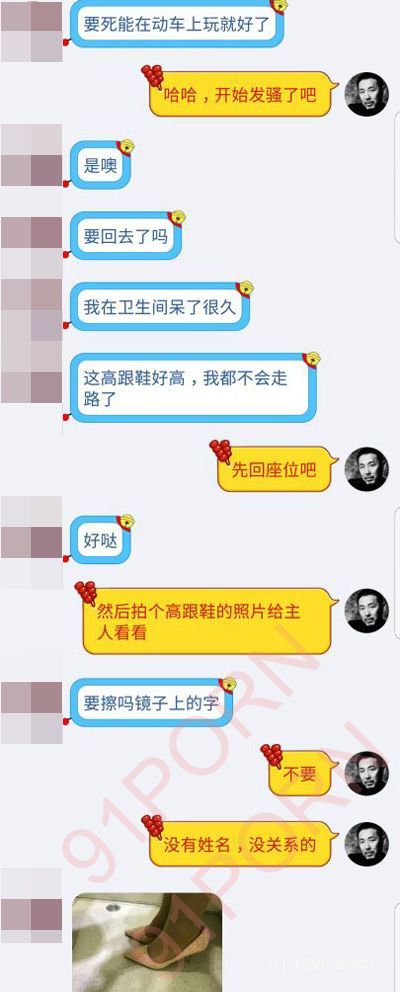 要死能在动车上玩就好了
哈哈，开始发骚了吧
是噢
要回去了吗
我在卫生间呆了很久
这高跟鞋好高，我都不会走
路了
先回座位吧
好哒
然后拍个高跟鞋的照片给主
人看看
要擦吗镜子上的字
不要
没有姓名，没关系的
91PORN
91PORN
91dizhi.com